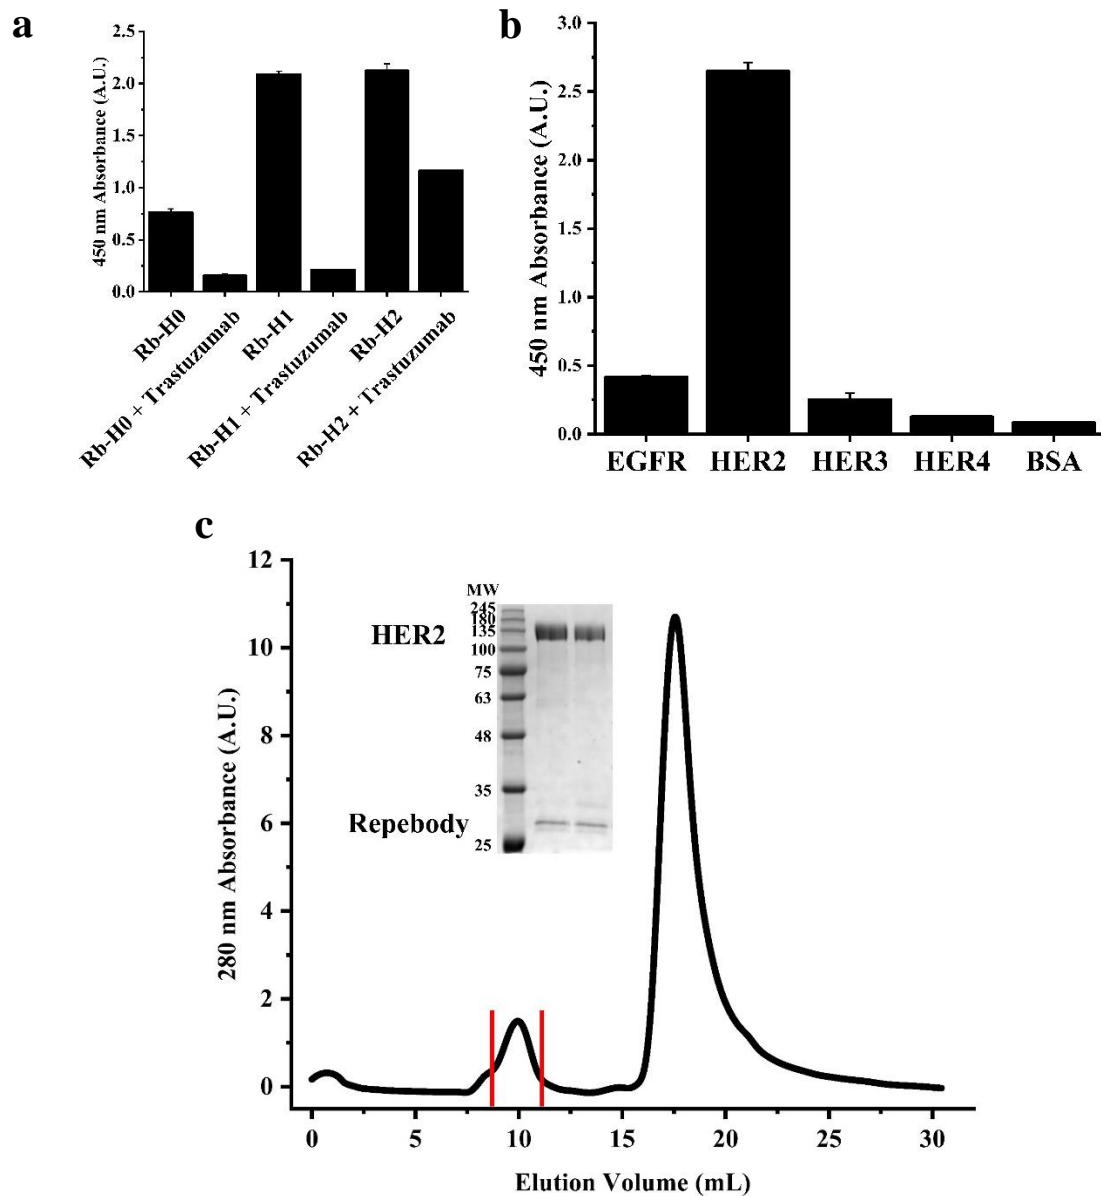 a
2.5
2.0
1.5
1.0
0.5
0.0
450 nm Absorbance (A.U.)
Rb-H0
Rb-H0 + Trastuzumab
Rb-H1
Rb-H1 + Trastuzumab
Rb-H2
Rb-H2 + Trastuzumab
b
3.0
2.5
2.0
1.5
1.0
0.5
0.0
450 nm Absorbance (A.U.)
EGFR HER2 HER3 HER4 BSA
c
12
10
8
6
4
2
0
280 nm Absorbance (A.U.)
MW
245
180
135
100
75
63
48
35
25
HER2
Repebody
0 5 10 15 20 25 30
Elution Volume (mL)